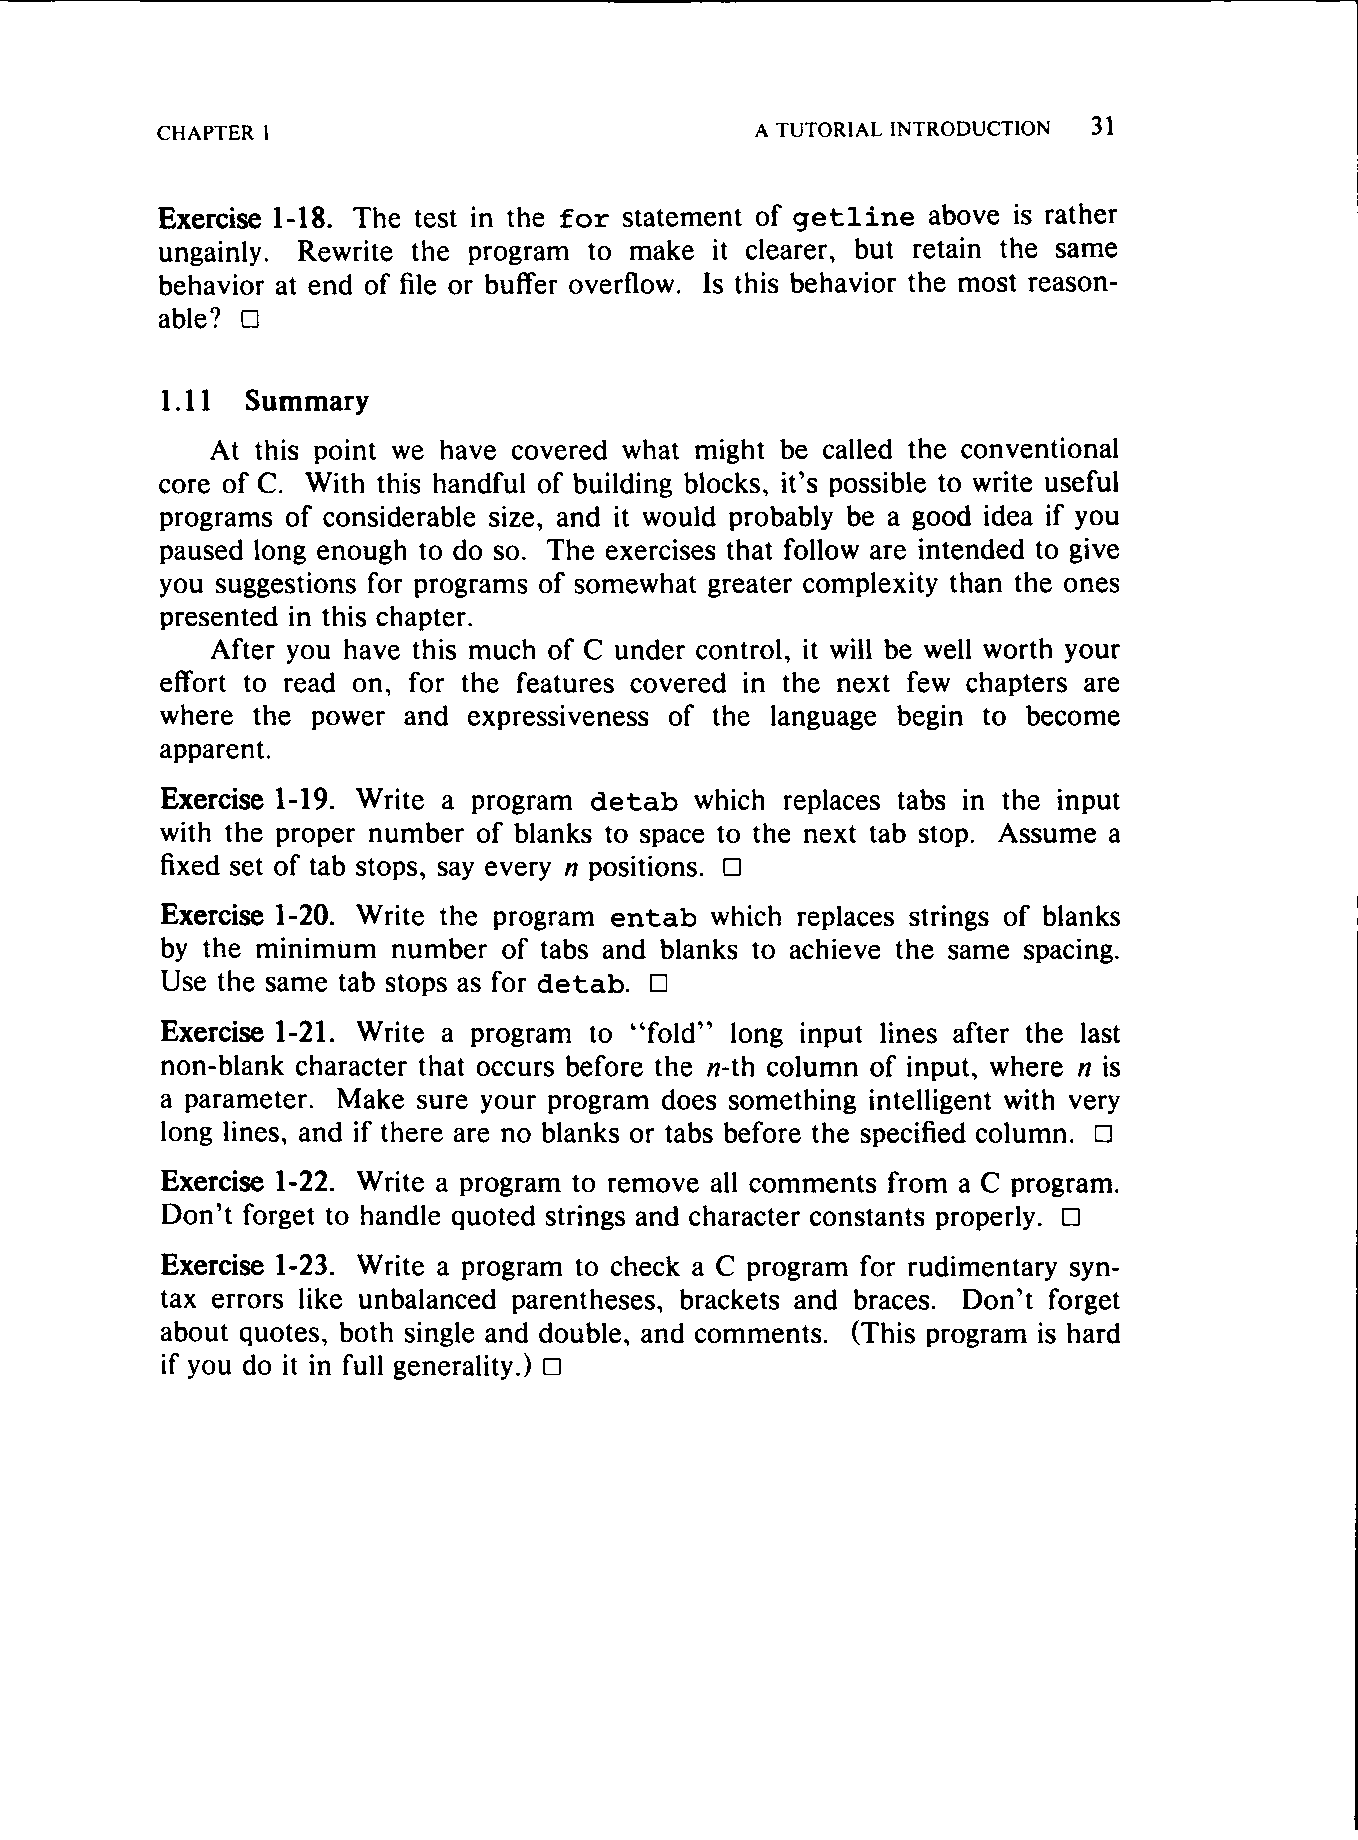 CHAPTER 1 A TUTORIAL INTRODUCTION 31
Exercise 1-18. The test in the for statement of getline above is rather
ungainly. Rewrite the program to make it clearer, but retain the same
behavior at end of file or buffer overflow. Is this behavior the most reason-
able? □
1.11 Summary
At this point we have covered what might be called the conventional
core of C. With this handful of building blocks, it's possible to write useful
programs of considerable size, and it would probably be a good idea if you
paused long enough to do so. The exercises that follow are intended to give
you suggestions for programs of somewhat greater complexity than the ones
presented in this chapter.
After you have this much of C under control, it will be well worth your
effort to read on, for the features covered in the next few chapters are
where the power and expressiveness of the language begin to become
apparent.
Exercise 1-19. Write a program detab which replaces tabs in the input
with the proper number of blanks to space to the next tab stop. Assume a
fixed set of tab stops, say every n positions. □
Exercise 1-20. Write the program entab which replaces strings of blanks
by the minimum number of tabs and blanks to achieve the same spacing.
Use the same tab stops as for detab. □
Exercise 1-21. Write a program to “fold” long input lines after the last
non-blank character that occurs before the n-th column of input, where n is
a parameter. Make sure your program does something intelligent with very
long lines, and if there are no blanks or tabs before the specified column. □
Exercise 1-22. Write a program to remove all comments from a C program.
Don't forget to handle quoted strings and character constants properly. □
Exercise 1-23. Write a program to check a C program for rudimentary syn-
tax errors like unbalanced parentheses, brackets and braces. Don't forget
about quotes, both single and double, and comments. (This program is hard
if you do it in full generality.) □